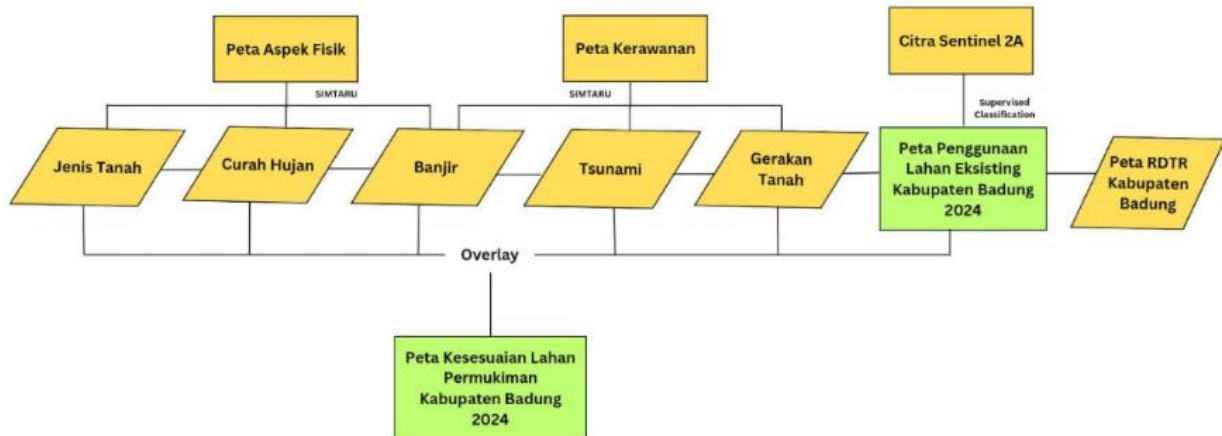 Peta Aspek Fisik
Peta Kerawanan
Citra Sentinel 2A
SIMTARU
SIMTARU
Supervised
Classification
Jenis Tanah
Curah Hujan
Banjir
Tsunami
Gerakan
Tanah
Peta Penggunaan
Lahan Eksisting
Kabupaten Badung
2024
Peta RDTR
Kabupaten
Badung
Overlay
Peta Kesesuaian Lahan
Permukiman
Kabupaten Badung
2024